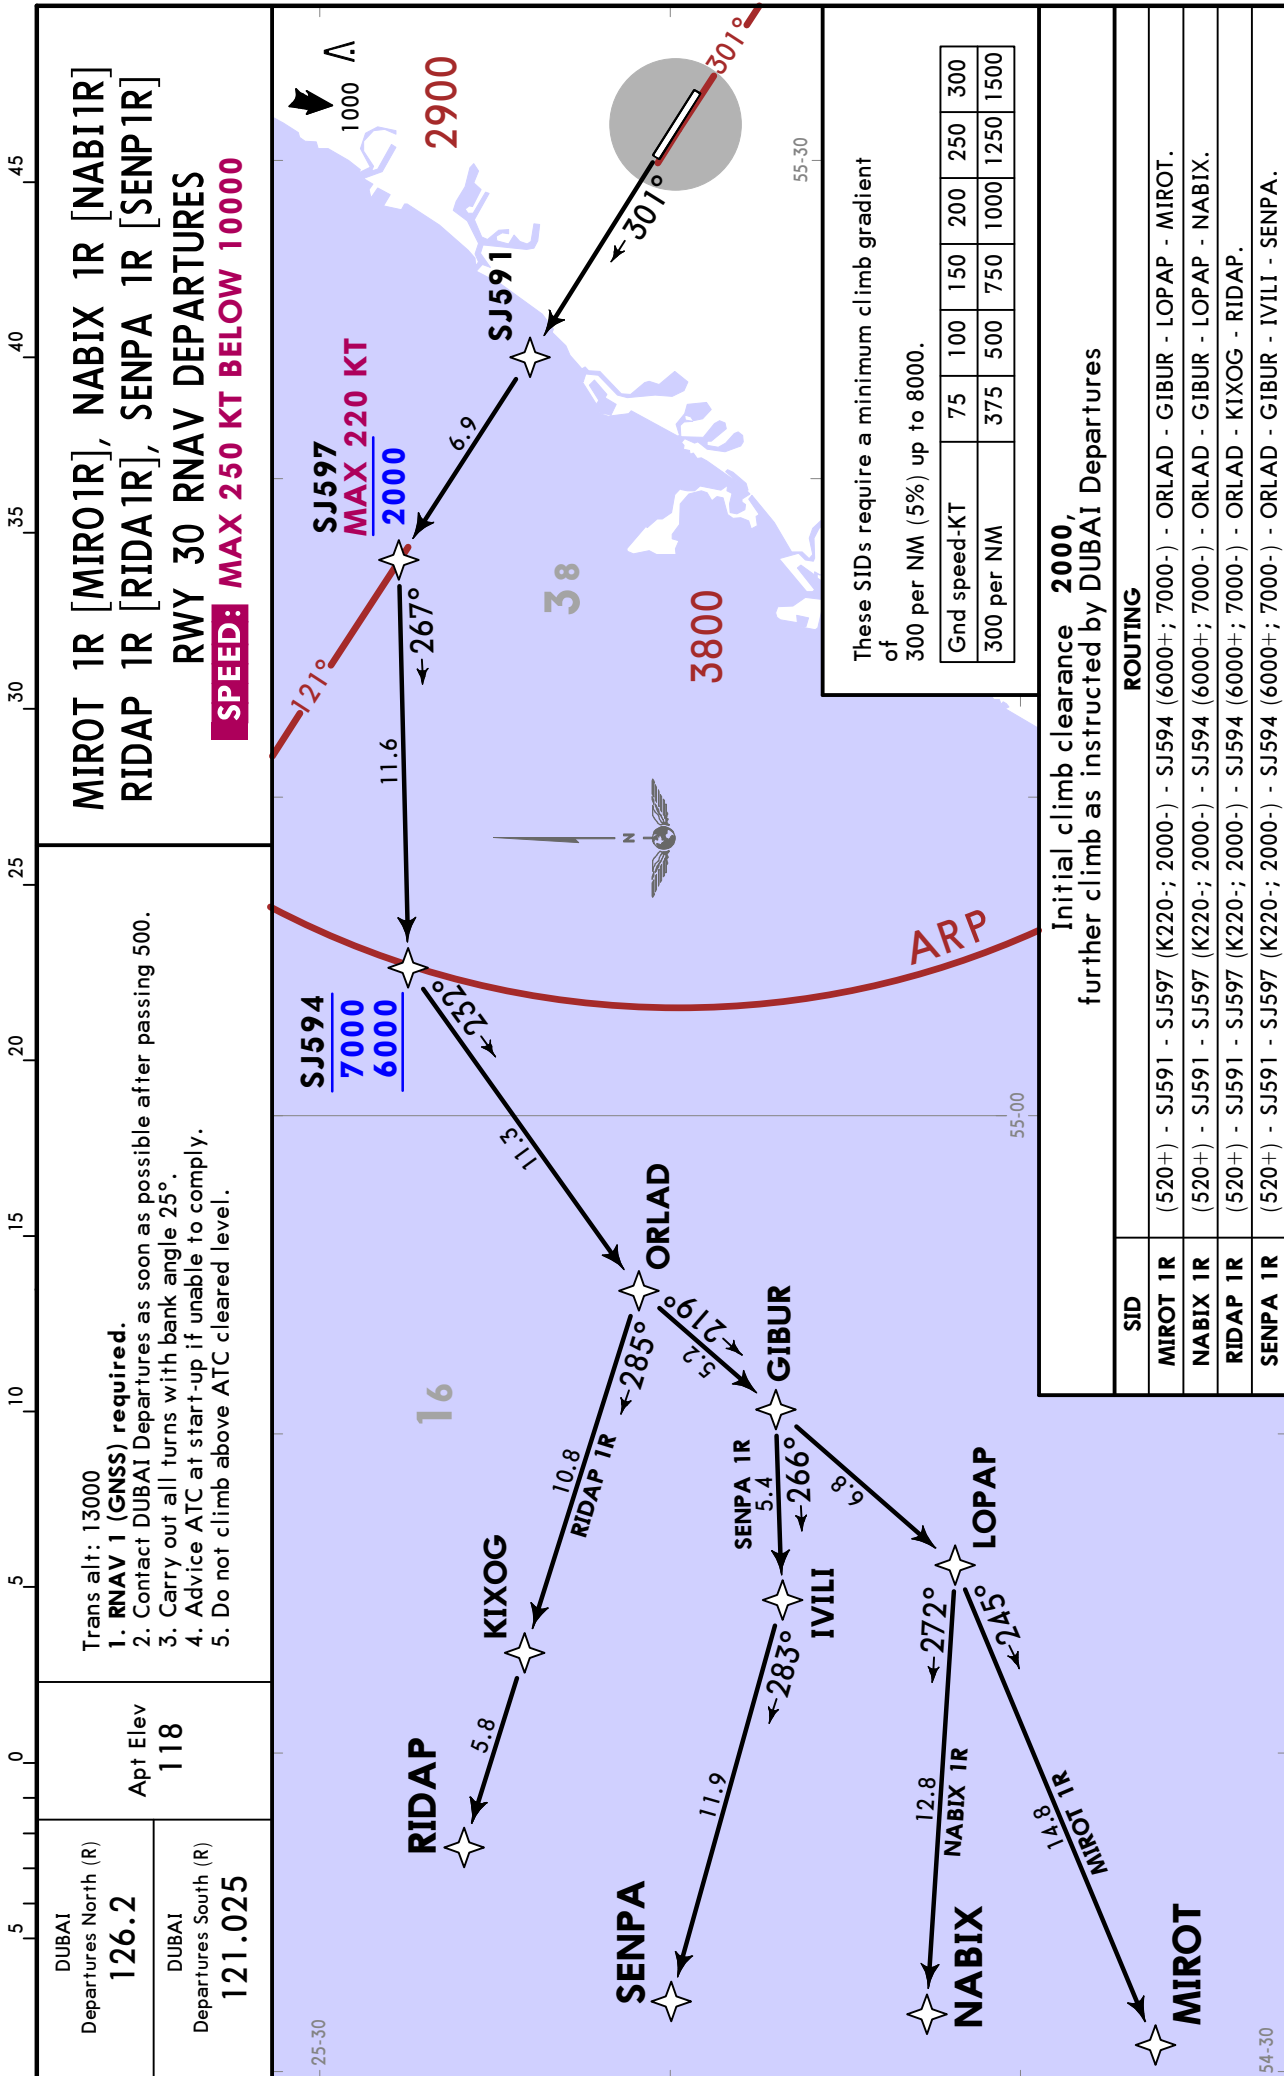 DUBAI
Departures North (R)
126.2
DUBAI
Departures South (R)
121.025
Apt Elev
118
Trans alt: 13000
1. RNAV 1 (GNSS) required.
2. Contact DUBAI Departures as soon as possible after passing 500.
3. Carry out all turns with bank angle 25°.
4. Advice ATC at start-up if unable to comply.
5. Do not climb above ATC cleared level.
MIROT 1R [MIRO1R], NABIX 1R [NABI1R]
RIDAP 1R [RIDA1R], SENPA 1R [SENP1R]
RWY 30 RNAV DEPARTURES
SPEED: MAX 250 KT BELOW 10000
5 0 5 10 15 20 25 30 35 40 45
25-30
1000
2900
121°
SJ597
MAX 220 KT
2000
SJ594
7000
6000
11.6
←267°
6.9
SJ591
←301°
301°
←232°
11.3
ORLAD
38
3800
N
ARP
16
RIDAP
5.8
KIXOG
10.8
RIDAP 1R
←285°
←219°
5.2
GIBUR
SENPA 1R
5.4
←266°
6.8
SENPA
11.9
←283°
IVILI
LOPAP
←272°
12.8
NABIX 1R
NABIX
←245°
14.8
MIROT 1R
MIROT
54-30
55-00
55-30
These SIDs require a minimum climb gradient
of
300 per NM (5%) up to 8000.
Gnd speed-KT 75 100 150 200 250 300
300 per NM 375 500 750 1000 1250 1500
Initial climb clearance 2000,
further climb as instructed by DUBAI Departures
SID ROUTING
MIROT 1R (520+) - SJ591 - SJ597 (K220-; 2000-) - SJ594 (6000+; 7000-) - ORLAD - GIBUR - LOPAP - MIROT.
NABIX 1R (520+) - SJ591 - SJ597 (K220-; 2000-) - SJ594 (6000+; 7000-) - ORLAD - GIBUR - LOPAP - NABIX.
RIDAP 1R (520+) - SJ591 - SJ597 (K220-; 2000-) - SJ594 (6000+; 7000-) - ORLAD - KIXOG - RIDAP.
SENPA 1R (520+) - SJ591 - SJ597 (K220-; 2000-) - SJ594 (6000+; 7000-) - ORLAD - GIBUR - IVILI - SENPA.